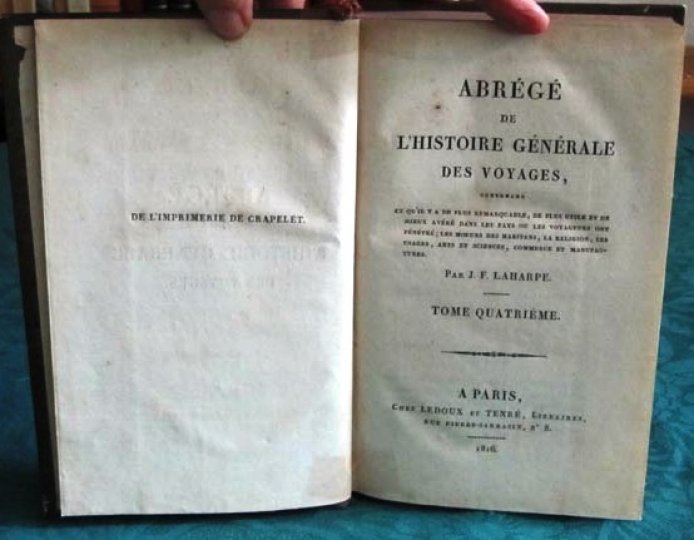 DE L'IMPRIMERIE DE CRAPELET.
ABRÉGÉ
DE
L'HISTOIRE GÉNÉRALE
DES VOYAGES,
CONTENANT
CE QU'IL Y A DE PLUS REMARQUABLE, DE PLUS UTILE ET DE
MIEUX AVÉRÉ DANS LES PAYS OU LES VOYAGEURS ONT
PÉNÉTRÉ; LES MOEURS DES HABITANS, LA RELIGION, LES
USAGES, ARTS ET SCIENCES, COMMERCE ET MANUFAC-
TURES.
PAR J. F. LAHARPE.
TOME QUATRIÈME.
A PARIS,
CHEZ LEDOUX ET TENRÉ, LIBRAIRES,
RUE PIERRE-SARRASIN, N° 8.
1816.